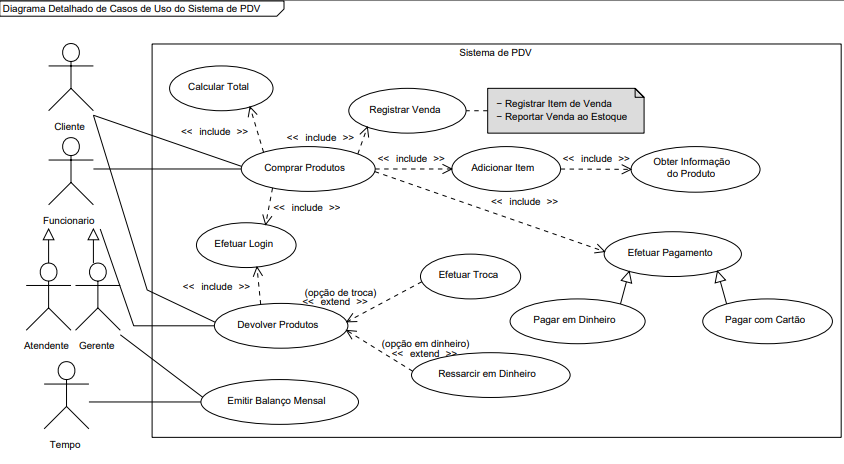 Diagrama Detalhado de Casos de Uso do Sistema de PDV
Sistema de PDV
Cliente
Calcular Total
Registrar Venda
- Registrar Item de Venda
- Reportar Venda ao Estoque
<< include >>
<< include >>
Funcionario
Comprar Produtos
<< include >>
Adicionar Item
<< include >>
Obter Informação
do Produto
<< include >>
<< include >>
Efetuar Login
Efetuar Pagamento
<< include >>
Efetuar Troca
(opção de troca)
<< extend >>
Devolver Produtos
Pagar em Dinheiro
Pagar com Cartão
Atendente
Gerente
(opção em dinheiro)
<< extend >>
Ressarcir em Dinheiro
Emitir Balanço Mensal
Tempo